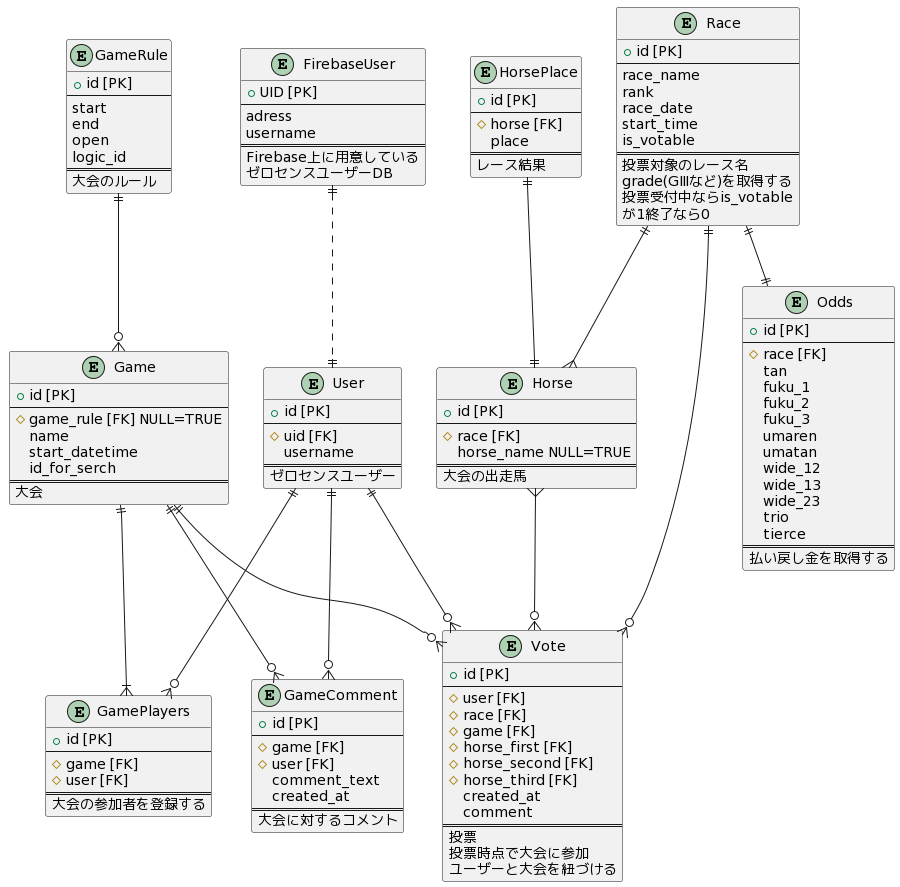 E GameRule
id [PK]
start
end
open
logic_id
大会のルール
E FirebaseUser
UID [PK]
adress
username
Firebase上に用意している
ゼロセンスユーザーDB
E HorsePlace
id [PK]
horse [FK]
place
レース結果
E Race
id [PK]
race_name
rank
race_date
start_time
is_votable
投票対象のレース名
grade(GⅢなど)を取得する
投票受付中ならis_votable
が1終了なら0
E Game
id [PK]
game_rule [FK] NULL=TRUE
name
start_datetime
id_for_serch
大会
E User
id [PK]
uid [FK]
username
ゼロセンスユーザー
E Horse
id [PK]
race [FK]
horse_name NULL=TRUE
大会の出走馬
E Odds
id [PK]
race [FK]
tan
fuku_1
fuku_2
fuku_3
umaren
umatan
wide_12
wide_13
wide_23
trio
tierce
払い戻し金を取得する
E GamePlayers
id [PK]
game [FK]
user [FK]
大会の参加者を登録する
E GameComment
id [PK]
game [FK]
user [FK]
comment_text
created_at
大会に対するコメント
E Vote
id [PK]
user [FK]
race [FK]
game [FK]
horse_first [FK]
horse_second [FK]
horse_third [FK]
created_at
comment
投票
投票時点で大会に参加
ユーザーと大会を紐づける